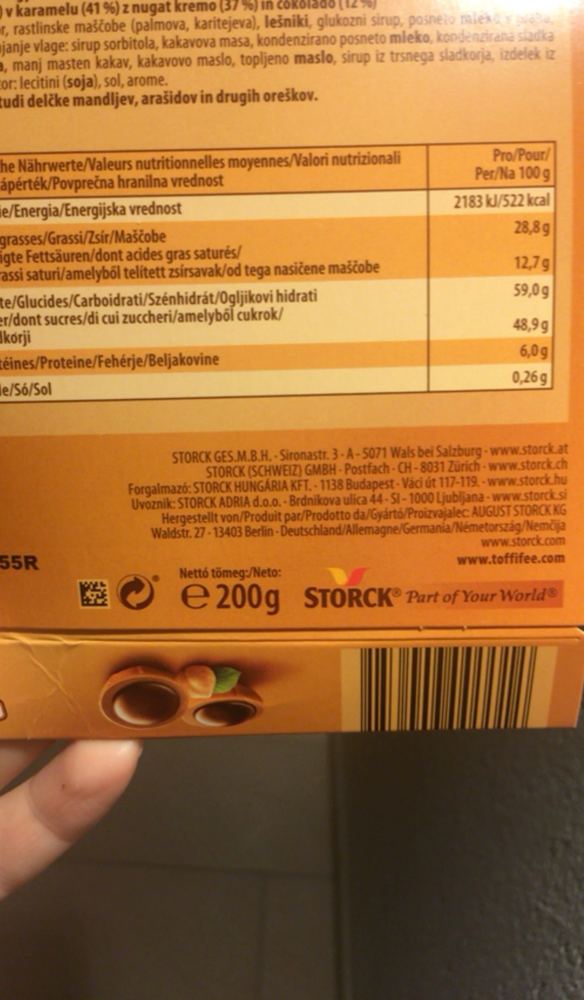 ) v karamelu (41 %) z nugat kremo (37 %) in čokolado (12 %)
r, rastlinske maščobe (palmova, karitejeva), lešniki, glukozni sirup, posneto mleko v prahu,
janje vlage: sirup sorbitola, kakavova masa, kondenzirano posneto mleko, kondenzirana sladka
a, manj masten kakav, kakavovo maslo, topljeno maslo, sirup iz trsnega sladkorja, izdelek iz
or: lecitini (soja), sol, arome.
tudi delčke mandljev, arašidov in drugih oreškov.
he Nährwerte/Valeurs nutritionnelles moyennes/Valori nutrizionali
ápérték/Povprečna hranilna vrednost
Pro/Pour/
Per/Na 100 g
ie/Energia/Energijska vrednost
2183 kJ/522 kcal
grasses/Grassi/Zsír/Maščobe
28,8 g
igte Fettsäuren/dont acides gras saturés/
rassi saturi/amelyből telített zsírsavak/od tega nasičene maščobe
12,7 g
te/Glucides/Carboidrati/Szénhidrát/Ogljikovi hidrati
59,0 g
er/dont sucres/di cui zuccheri/amelyből cukrok/
lkorji
48,9 g
téines/Proteine/Fehérje/Beljakovine
6,0 g
le/Só/Sol
0,26 g
STORCK GES.M.B.H. - Sironastr. 3 - A - 5071 Wals bei Salzburg - www.storck.at
STORCK (SCHWEIZ) GMBH - Postfach - CH - 8031 Zürich - www.storck.ch
Forgalmazó: STORCK HUNGÁRIA KFT. - 1138 Budapest - Váci út 117-119. - www.storck.hu
Uvoznik: STORCK ADRIA d.o.o. - Brdnikova ulica 44 - SI - 1000 Ljubljana - www.storck.si
Hergestellt von/Produit par/Prodotto da/Gyártó/Proizvajalec: AUGUST STORCK KG
Waldstr. 27 - 13403 Berlin - Deutschland/Allemagne/Germania/Németország/Nemčija
www.storck.com
55R
www.toffifee.com
Nettó tömeg:/Neto:
e 200g STORCK® Part of Your World®